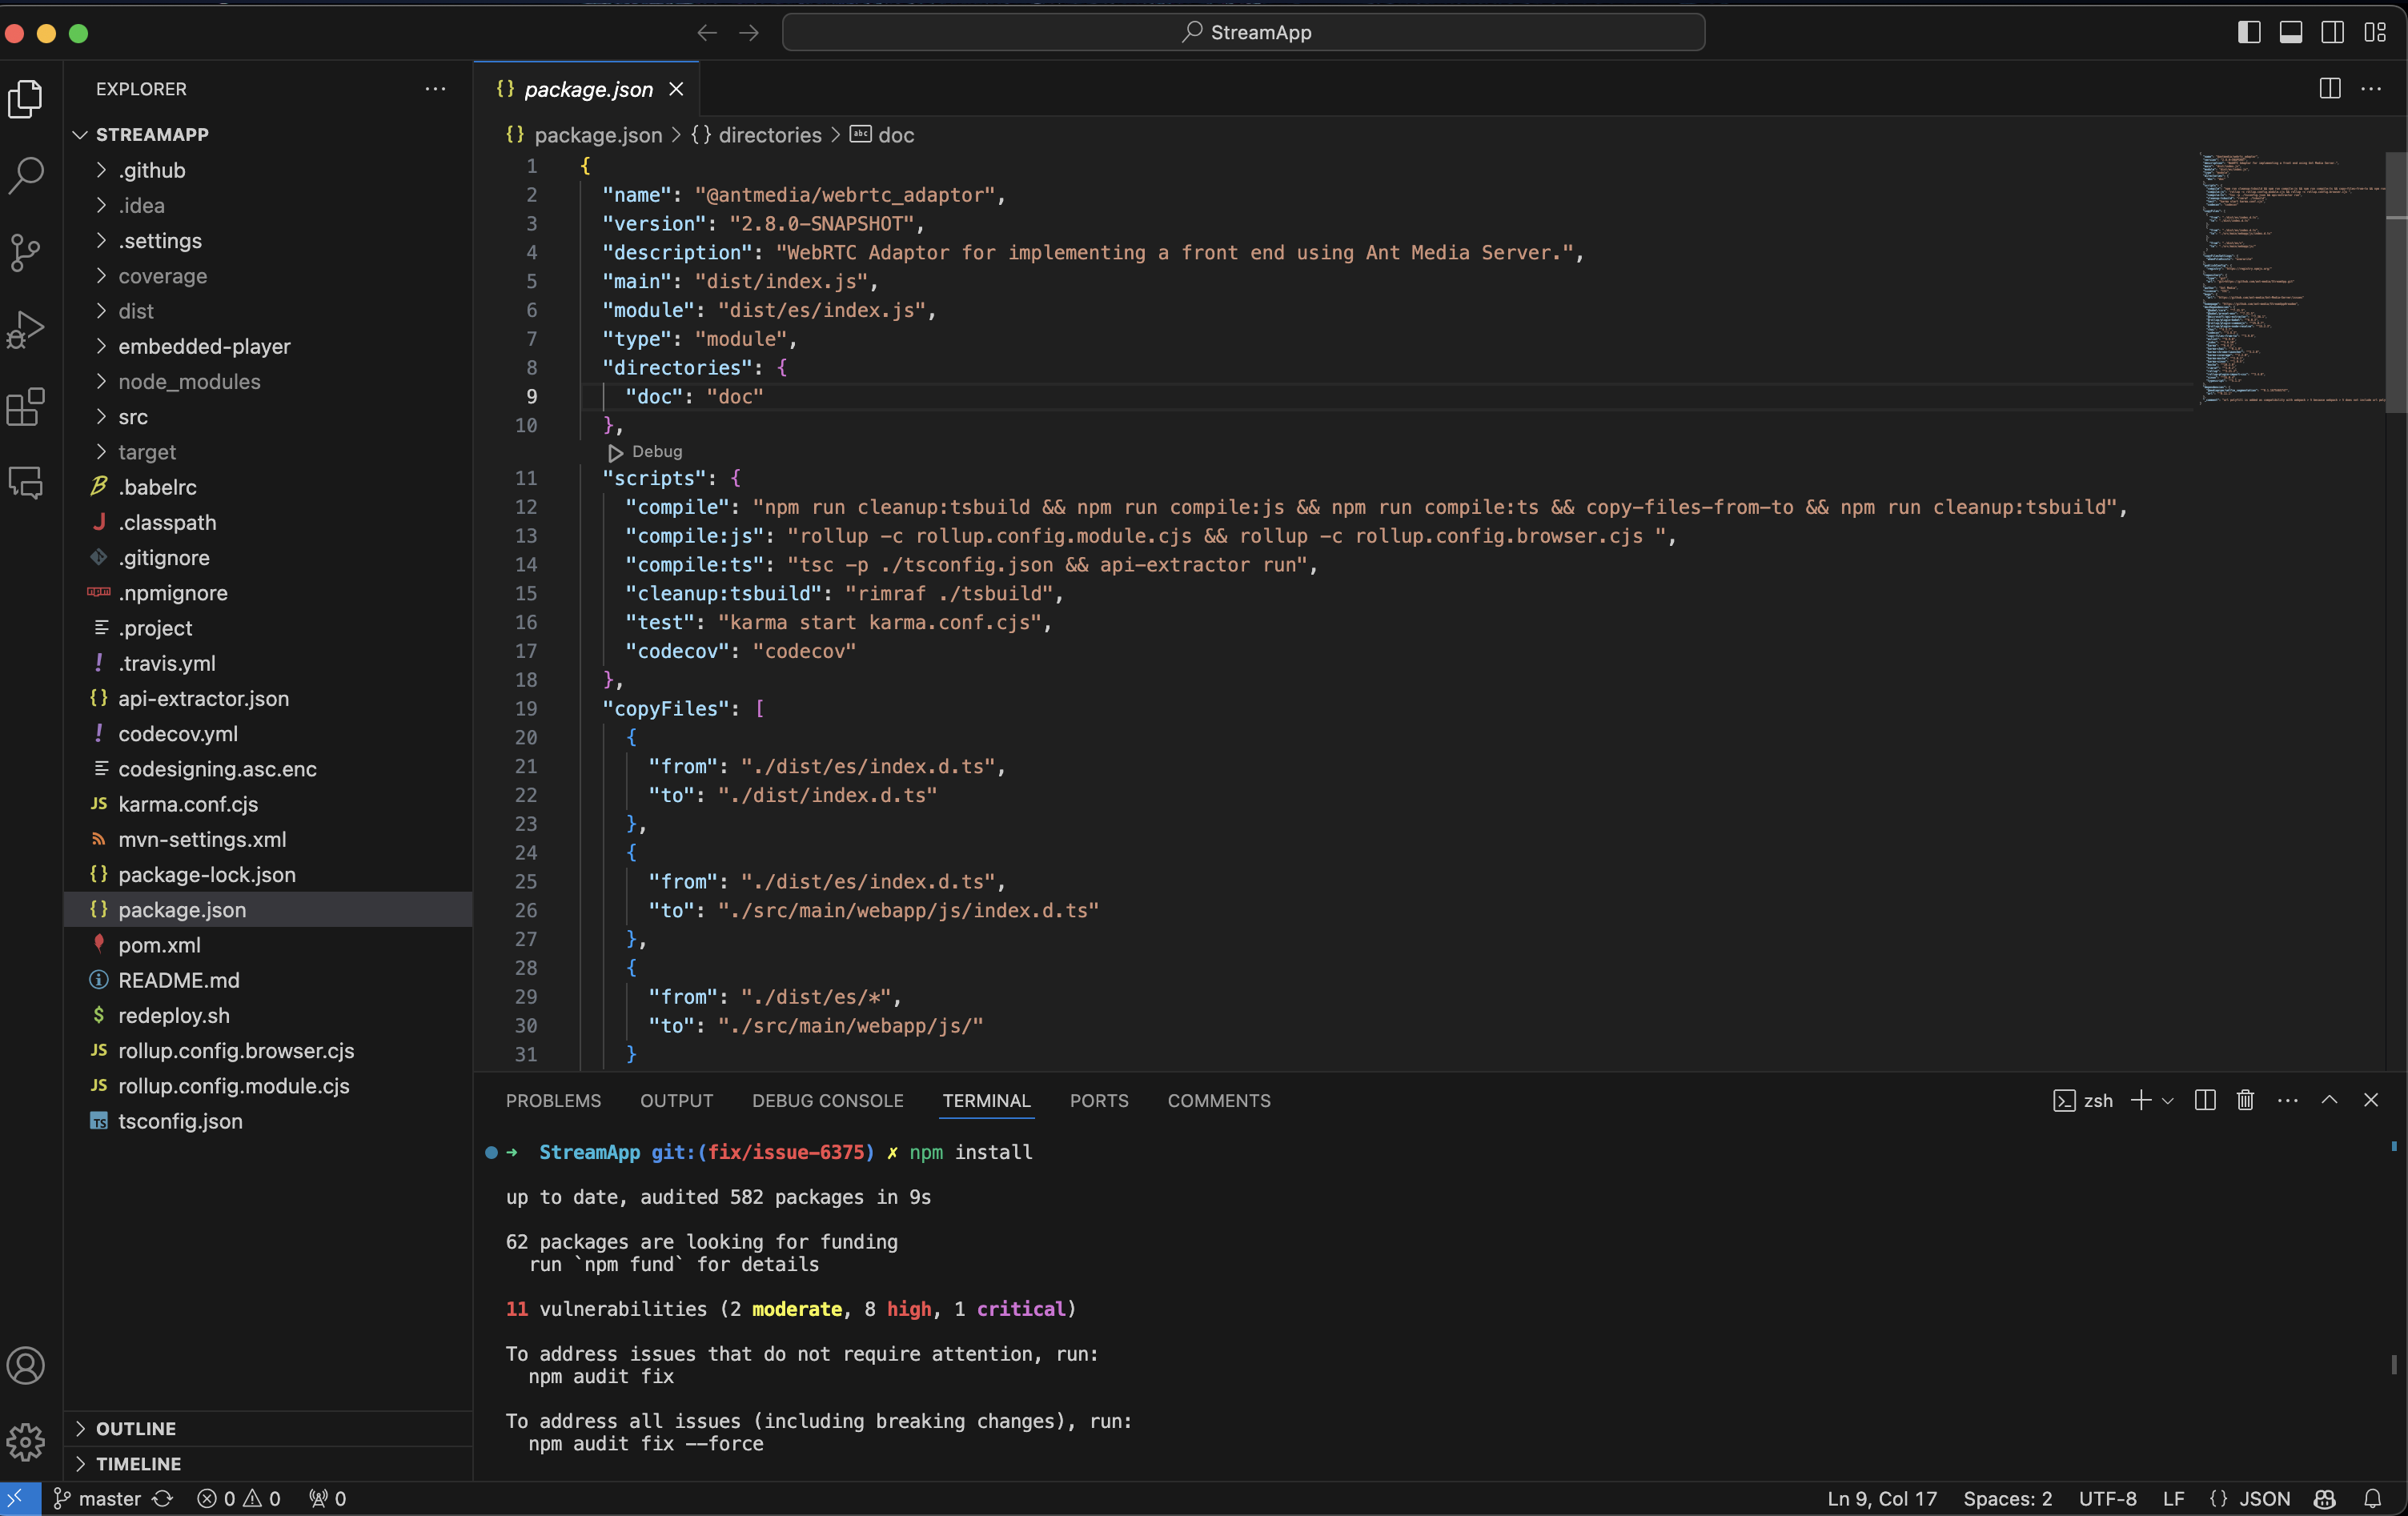 StreamApp
EXPLORER
STREAMAPP
.github
.idea
.settings
coverage
dist
embedded-player
node_modules
src
target
.babelrc
.classpath
.gitignore
.npmignore
.project
.travis.yml
{} api-extractor.json
codecov.yml
codesigning.asc.enc
JS karma.conf.cjs
mvn-settings.xml
{} package-lock.json
{} package.json
pom.xml
README.md
$ redeploy.sh
JS rollup.config.browser.cjs
JS rollup.config.module.cjs
TS tsconfig.json
OUTLINE
TIMELINE
{} package.json
{} package.json > {} directories > abc doc
1 {
2 "name": "@antmedia/webrtc_adaptor",
3 "version": "2.8.0-SNAPSHOT",
4 "description": "WebRTC Adaptor for implementing a front end using Ant Media Server.",
5 "main": "dist/index.js",
6 "module": "dist/es/index.js",
7 "type": "module",
8 "directories": {
9 "doc": "doc"
10 },
Debug
11 "scripts": {
12 "compile": "npm run cleanup:tsbuild && npm run compile:js && npm run compile:ts && copy-files-from-to && npm run cleanup:tsbuild",
13 "compile:js": "rollup -c rollup.config.module.cjs && rollup -c rollup.config.browser.cjs ",
14 "compile:ts": "tsc -p ./tsconfig.json && api-extractor run",
15 "cleanup:tsbuild": "rimraf ./tsbuild",
16 "test": "karma start karma.conf.cjs",
17 "codecov": "codecov"
18 },
19 "copyFiles": [
20 {
21 "from": "./dist/es/index.d.ts",
22 "to": "./dist/index.d.ts"
23 },
24 {
25 "from": "./dist/es/index.d.ts",
26 "to": "./src/main/webapp/js/index.d.ts"
27 },
28 {
29 "from": "./dist/es/*",
30 "to": "./src/main/webapp/js/"
31 }
PROBLEMS OUTPUT DEBUG CONSOLE TERMINAL PORTS COMMENTS zsh
➜ StreamApp git:(fix/issue-6375) ✗ npm install
up to date, audited 582 packages in 9s
62 packages are looking for funding
run `npm fund` for details
11 vulnerabilities (2 moderate, 8 high, 1 critical)
To address issues that do not require attention, run:
npm audit fix
To address all issues (including breaking changes), run:
npm audit fix --force
master 0 0 0 Ln 9, Col 17 Spaces: 2 UTF-8 LF {} JSON